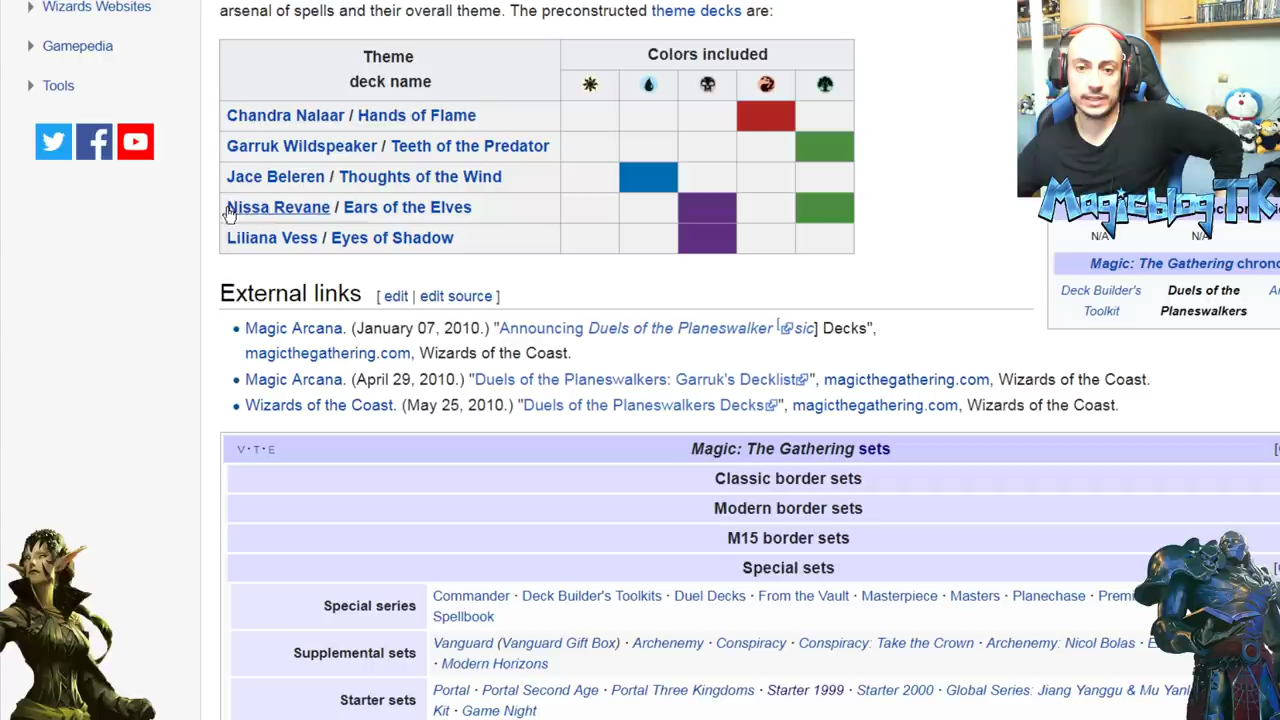 Wizards Websites
Gamepedia
Tools
arsenal of spells and their overall theme. The preconstructed theme decks are:
Theme
deck name
Colors included
Chandra Nalaar / Hands of Flame
Garruk Wildspeaker / Teeth of the Predator
Jace Beleren / Thoughts of the Wind
Nissa Revane / Ears of the Elves
Liliana Vess / Eyes of Shadow
MagicblogTK
N/A N/A
Magic: The Gathering chrono
Deck Builder's
Toolkit
Duels of the
Planeswalkers
External links [ edit | edit source ]
• Magic Arcana. (January 07, 2010.) "Announcing Duels of the Planeswalker [sic] Decks",
magicthegathering.com, Wizards of the Coast.
• Magic Arcana. (April 29, 2010.) "Duels of the Planeswalkers: Garruk's Decklist", magicthegathering.com, Wizards of the Coast.
• Wizards of the Coast. (May 25, 2010.) "Duels of the Planeswalkers Decks", magicthegathering.com, Wizards of the Coast.
V · T · E Magic: The Gathering sets
Classic border sets
Modern border sets
M15 border sets
Special sets
Special series
Commander · Deck Builder's Toolkits · Duel Decks · From the Vault · Masterpiece · Masters · Planechase · Premi
Spellbook
Supplemental sets
Vanguard (Vanguard Gift Box) · Archenemy · Conspiracy · Conspiracy: Take the Crown · Archenemy: Nicol Bolas ·
· Modern Horizons
Starter sets
Portal · Portal Second Age · Portal Three Kingdoms · Starter 1999 · Starter 2000 · Global Series: Jiang Yanggu & Mu Yanl
Kit · Game Night